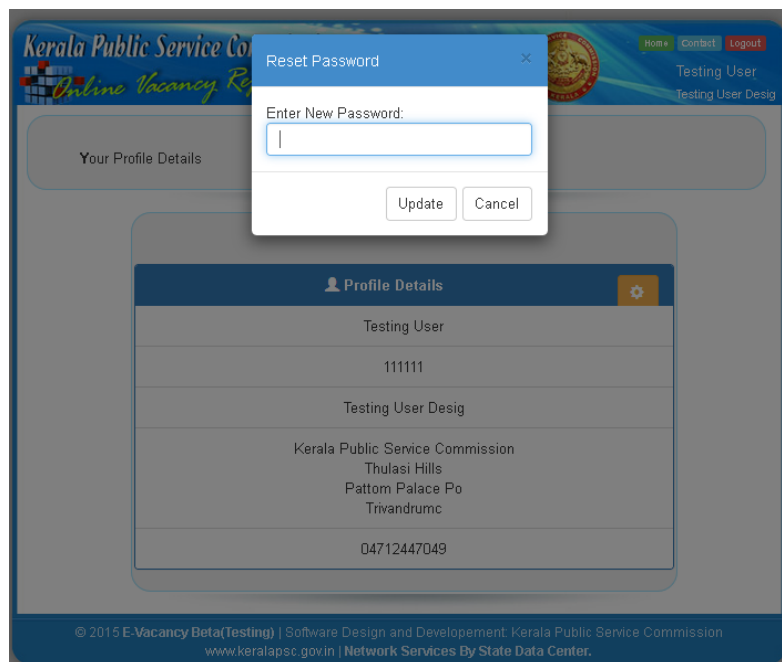 Kerala Public Service
Home Contact Logout
Online Vacancy
Testing User
Testing User Desig
Reset Password ×
Enter New Password:
Update Cancel
Your Profile Details
Profile Details
Testing User
111111
Testing User Desig
Kerala Public Service Commission
Thulasi Hills
Pattom Palace Po
Trivandrumc
04712447049
© 2015 E-Vacancy Beta(Testing) | Software Design and Developement: Kerala Public Service Commission
www.keralapsc.gov.in | Network Services By State Data Center.